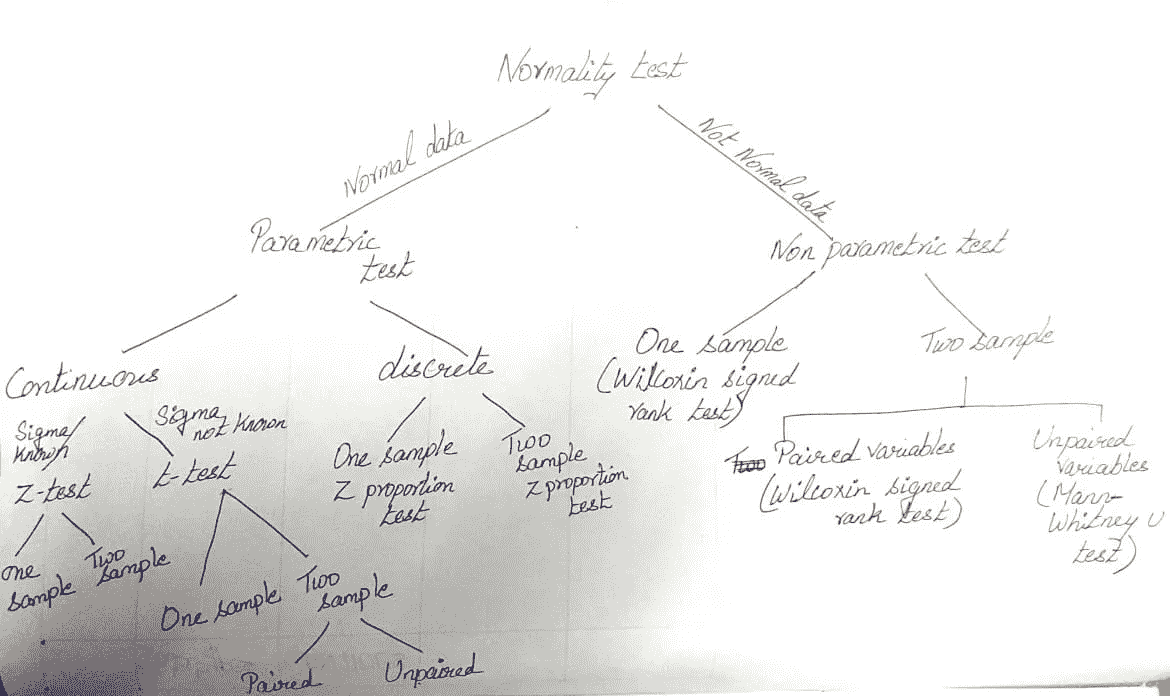 Normality test
Normal data
Not Normal data
Parametric
test
Non parametric test
Continuous
discrete
One sample
(Wilcoxin signed
rank test)
Two sample
Sigma
Known
Sigma
not Known
Z-test
t-test
One sample
Z proportion
test
Two
sample
Z proportion
test
Paired variables
(Wilcoxin signed
rank test)
Unpaired
variables
(Mann-
Whitney U
test)
one
sample
Two
sample
One sample
Two
sample
Paired
Unpaired